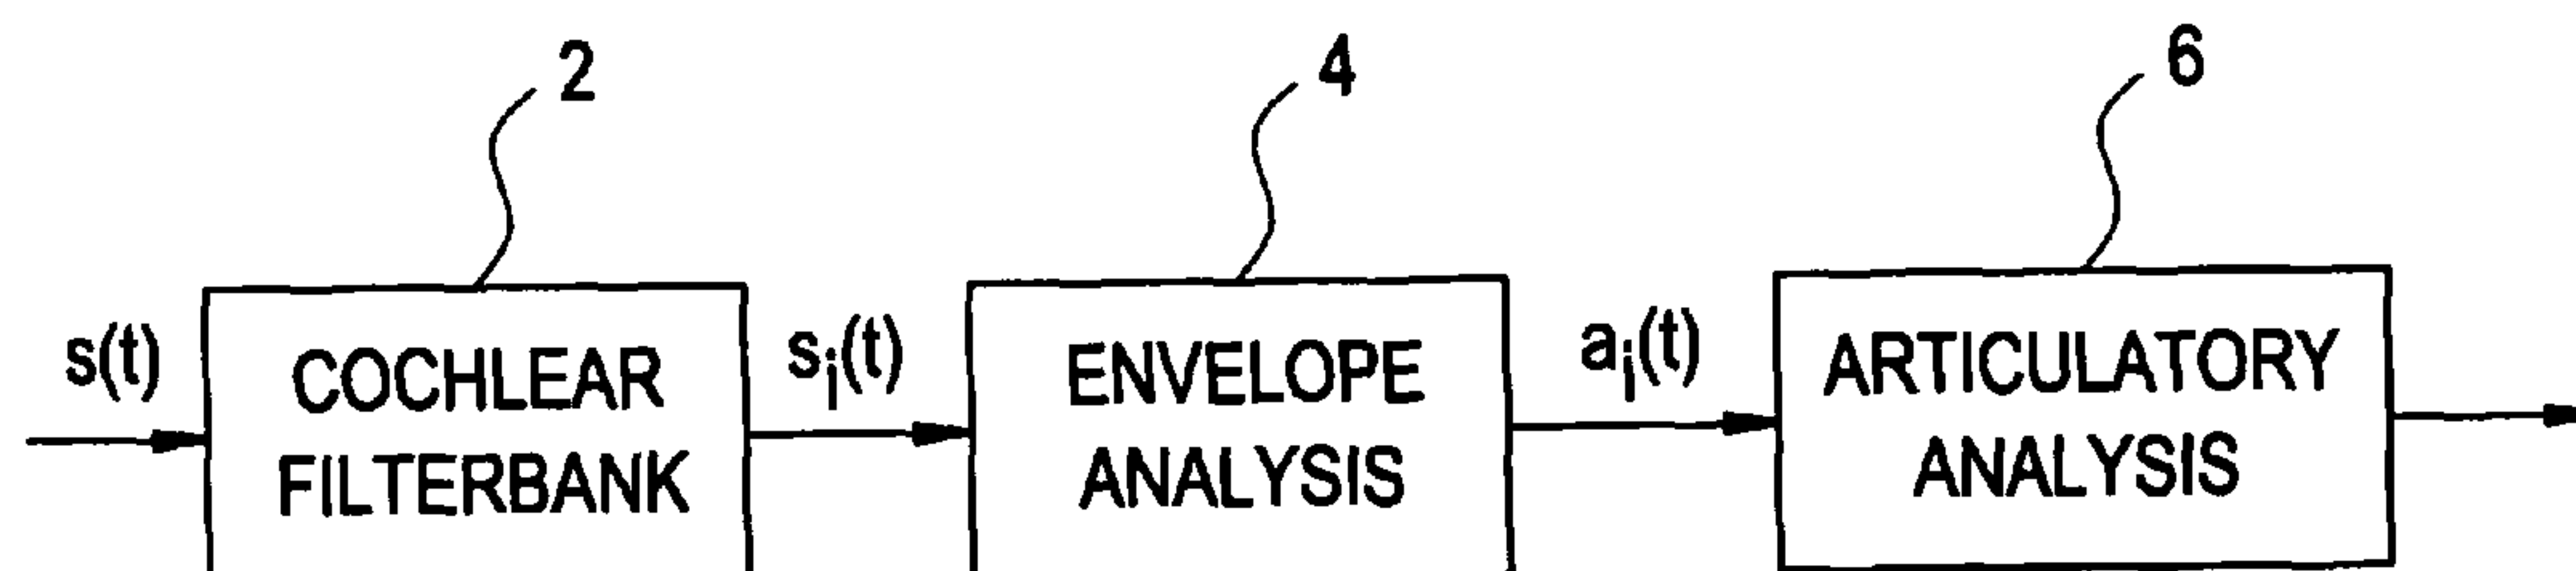 2
4
6
s(t)
COCHLEAR
FILTERBANK
s_i(t)
ENVELOPE
ANALYSIS
a_i(t)
ARTICULATORY
ANALYSIS